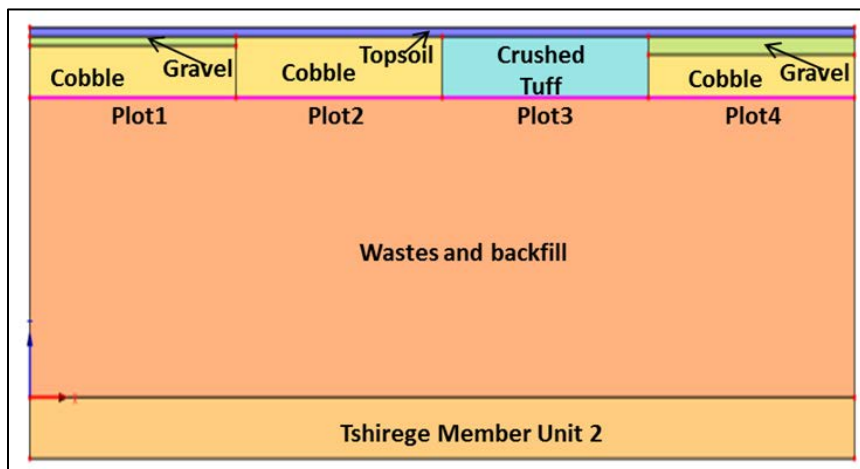 Topsoil
Crushed
Tuff
Cobble
Gravel
Cobble
Cobble
Gravel
Plot1
Plot2
Plot3
Plot4
Wastes and backfill
Tshirege Member Unit 2